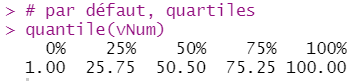 > # par défaut, quartiles
> quantile(vNum)
0% 25% 50% 75% 100%
1.00 25.75 50.50 75.25 100.00